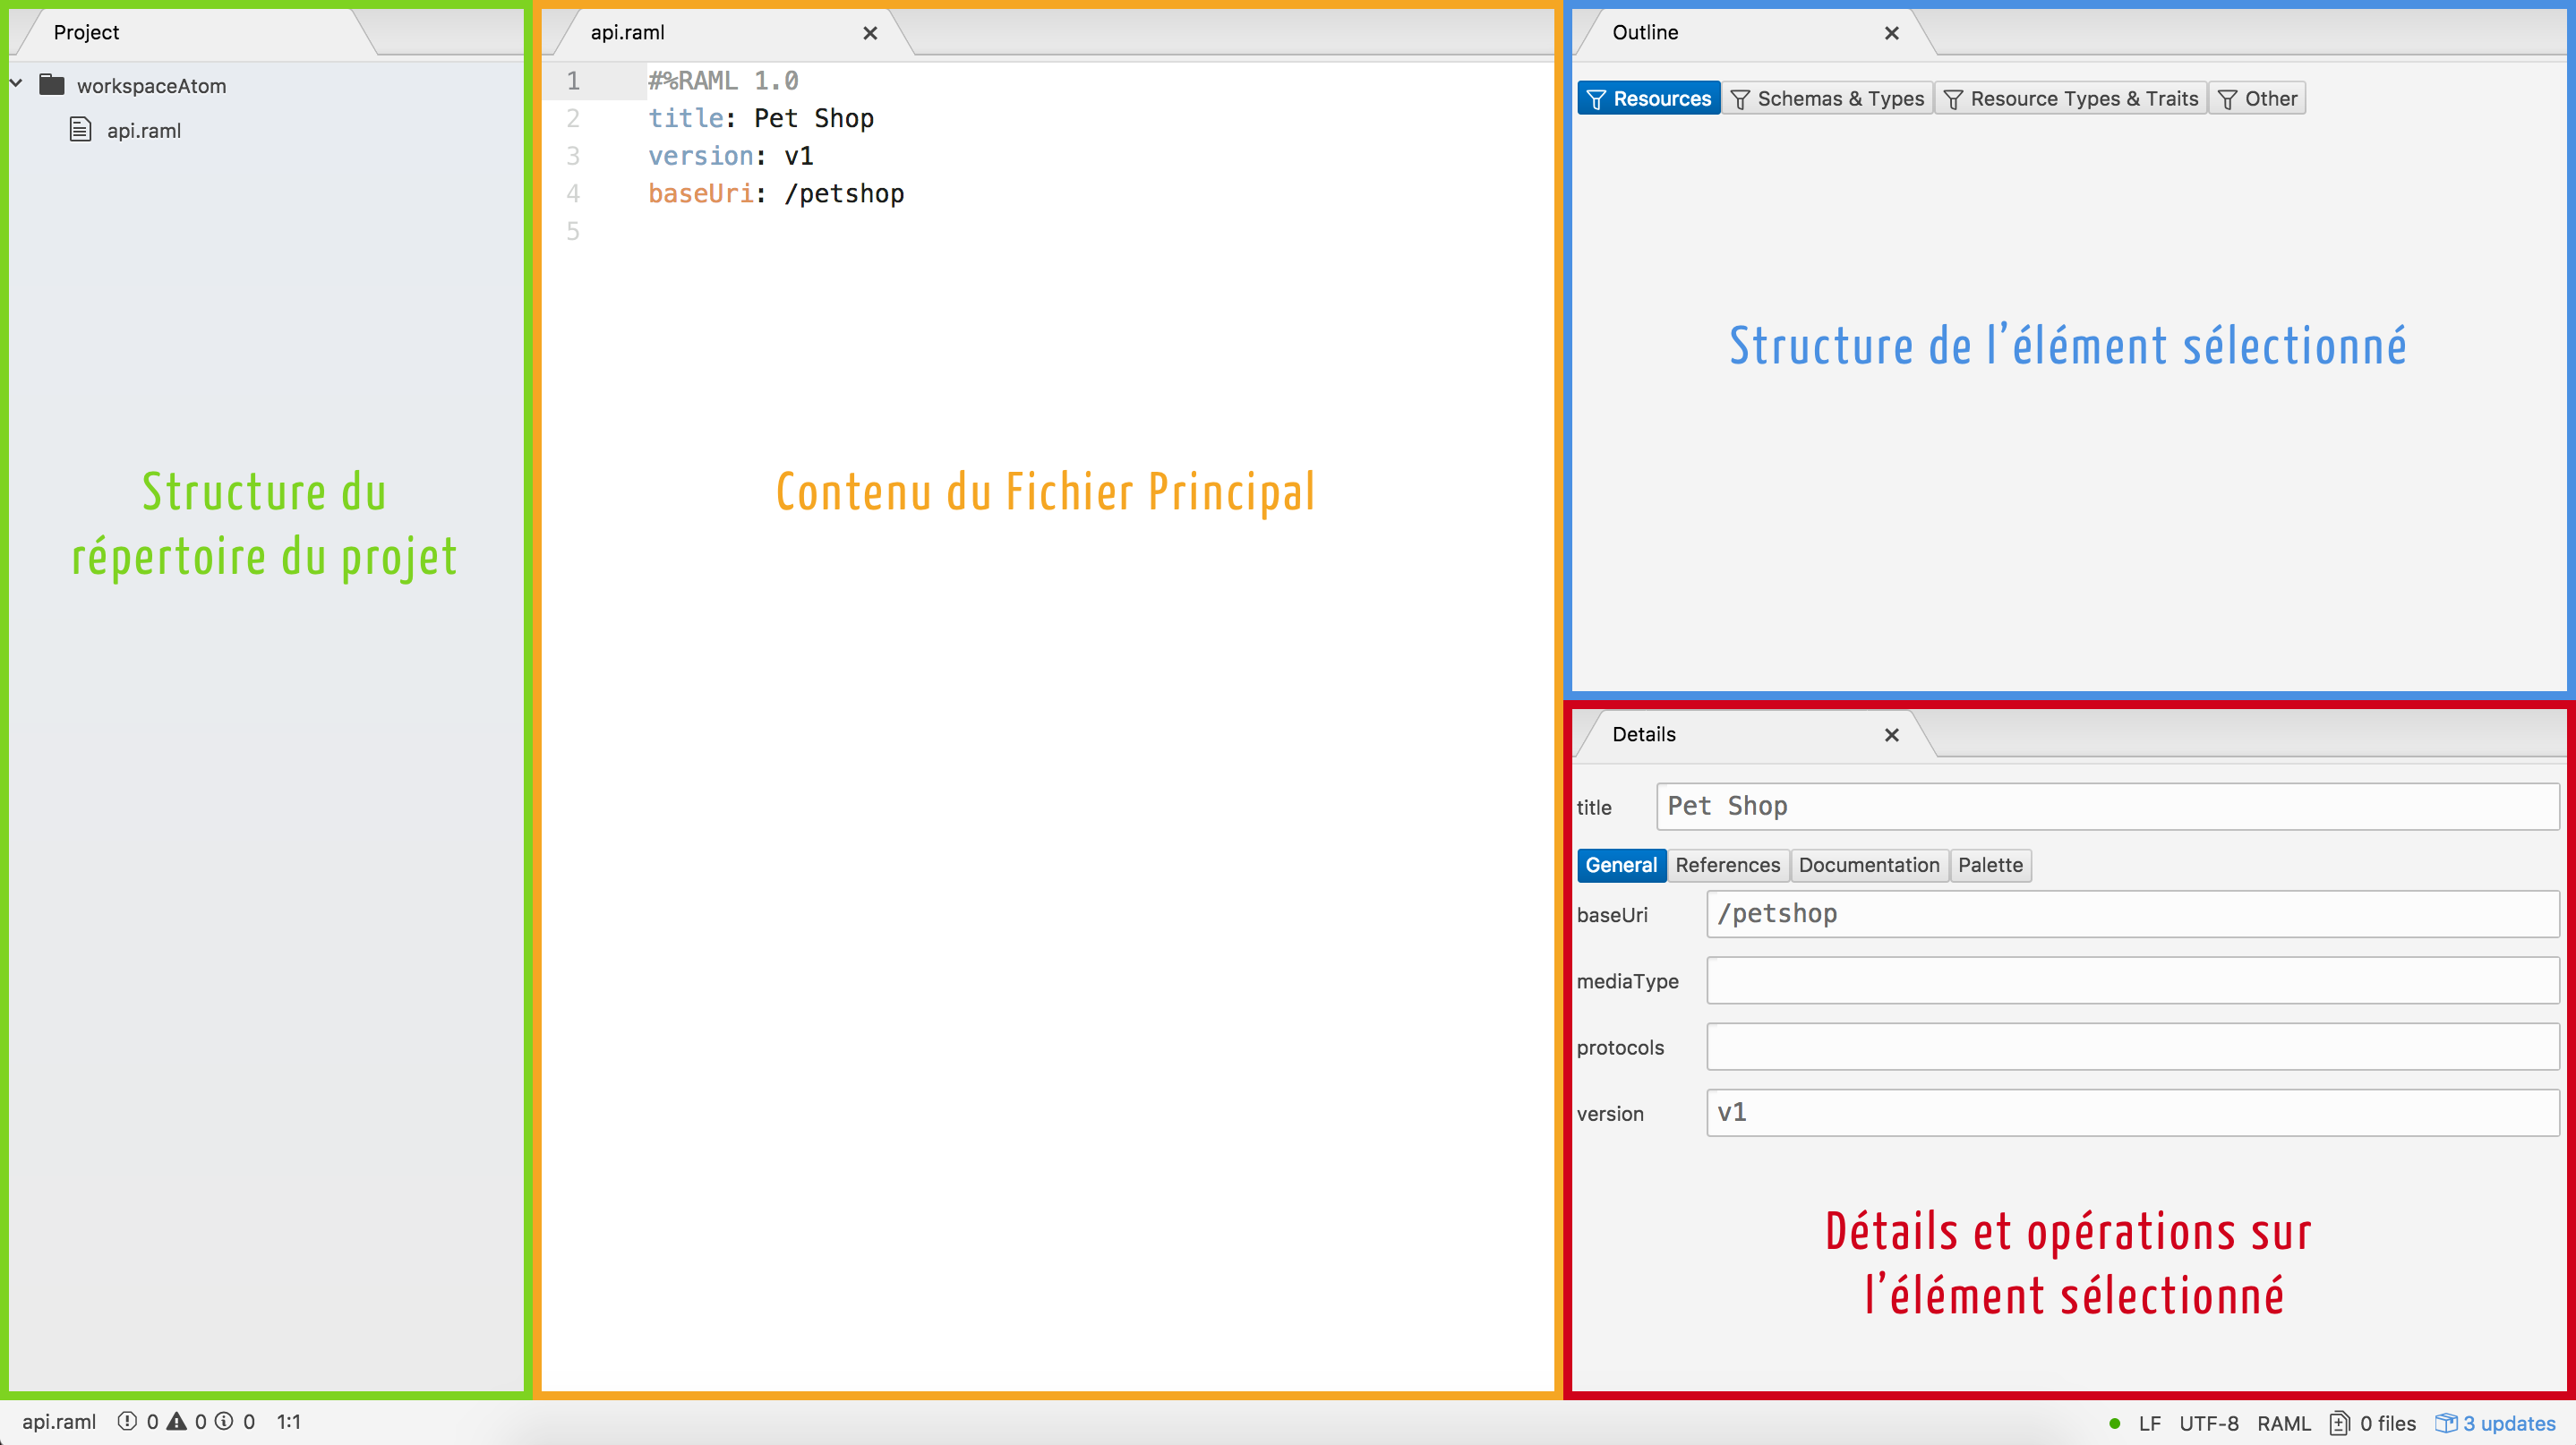 Project
workspaceAtom
api.raml
Structure du
répertoire du projet
api.raml
1 #%RAML 1.0
2 title: Pet Shop
3 version: v1
4 baseUri: /petshop
5
Contenu du Fichier Principal
Outline
Resources Schemas & Types Resource Types & Traits Other
Structure de l'élément sélectionné
Details
title Pet Shop
General References Documentation Palette
baseUri /petshop
mediaType
protocols
version v1
Détails et opérations sur
l'élément sélectionné
api.raml 0 0 0 1:1 LF UTF-8 RAML 0 files 3 updates